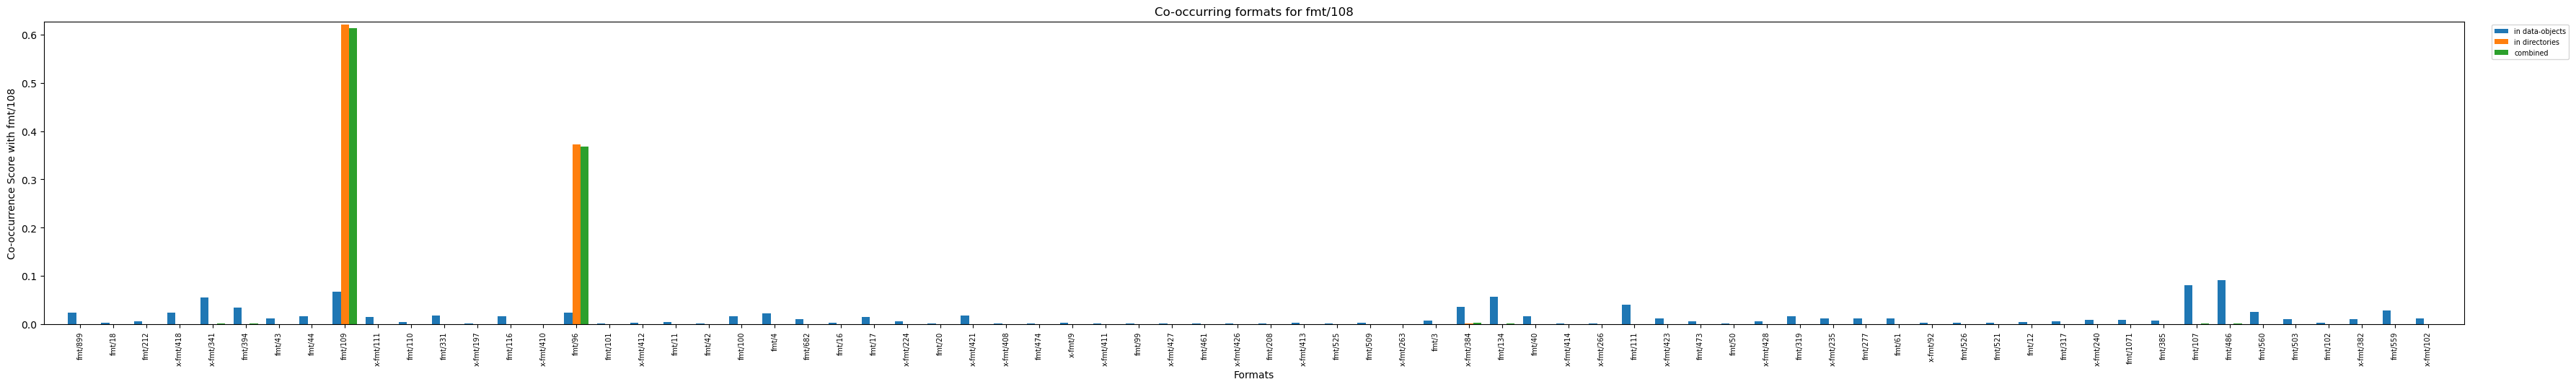 Co-occurring formats for fmt/108
in data-objects
in directories
combined
Co-occurrence Score with fmt/108
0.6
0.5
0.4
0.3
0.2
0.1
0.0
fmt/899
fmt/18
fmt/212
x-fmt/418
x-fmt/341
fmt/394
fmt/43
fmt/44
fmt/109
x-fmt/111
fmt/110
fmt/331
x-fmt/197
fmt/116
x-fmt/410
fmt/96
fmt/101
x-fmt/412
fmt/11
fmt/42
fmt/100
fmt/4
fmt/682
fmt/16
fmt/17
x-fmt/224
fmt/20
x-fmt/421
x-fmt/408
fmt/474
x-fmt/9
x-fmt/411
fmt/99
x-fmt/427
fmt/461
x-fmt/426
fmt/208
x-fmt/413
fmt/525
fmt/509
x-fmt/263
fmt/3
x-fmt/384
fmt/134
fmt/40
x-fmt/414
x-fmt/266
fmt/111
x-fmt/423
fmt/473
fmt/50
x-fmt/428
fmt/319
x-fmt/235
fmt/277
fmt/61
x-fmt/92
fmt/526
fmt/521
fmt/12
fmt/317
x-fmt/240
fmt/1071
fmt/385
fmt/107
fmt/486
fmt/560
fmt/503
fmt/102
x-fmt/382
fmt/559
x-fmt/102
Formats